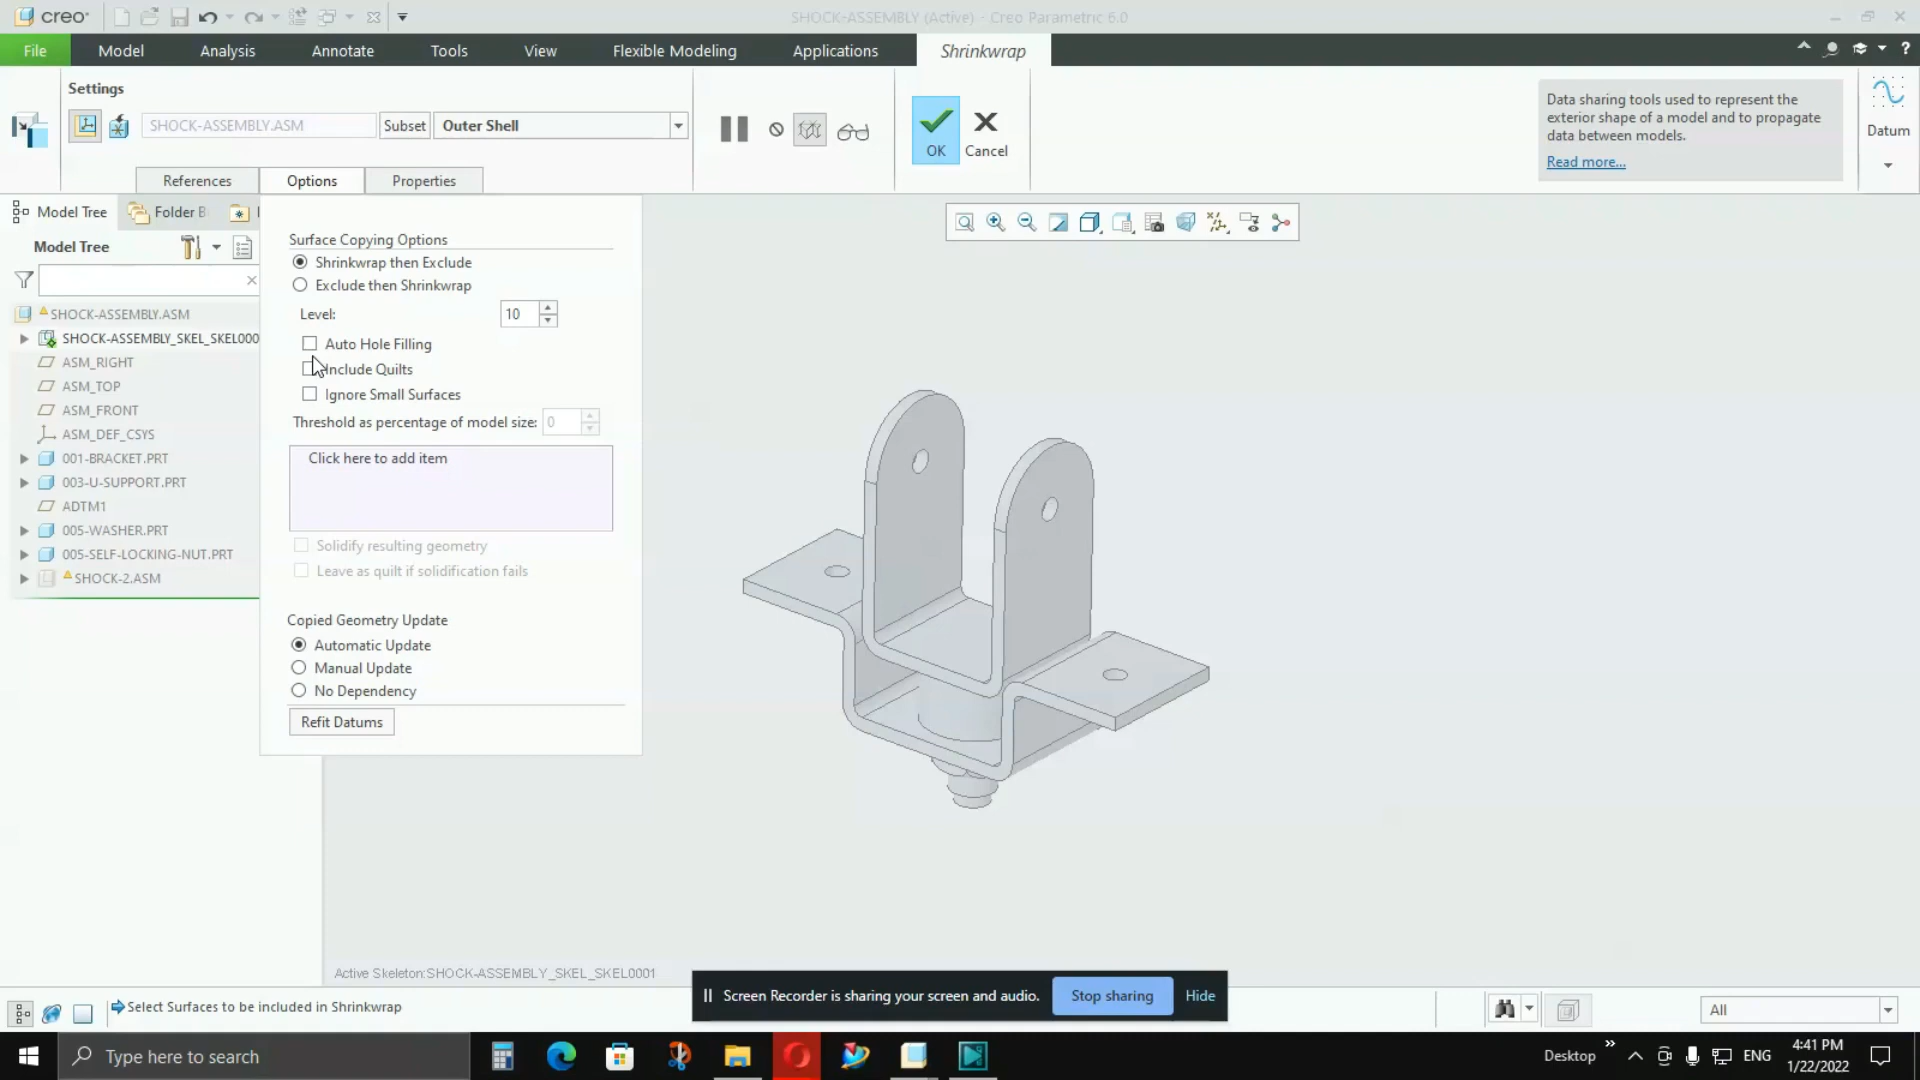 creo
SHOCK-ASSEMBLY (Active) - Creo Parametric 6.0
File
Model
Analysis
Annotate
Tools
View
Flexible Modeling
Applications
Shrinkwrap
?
Settings
SHOCK-ASSEMBLY.ASM
Subset
Outer Shell
OK
Cancel
Data sharing tools used to represent the
exterior shape of a model and to propagate
data between models.
Read more...
Datum
References
Options
Properties
Model Tree
Folder B
Model Tree
Surface Copying Options
Shrinkwrap then Exclude
Exclude then Shrinkwrap
Level:
10
Auto Hole Filling
Include Quilts
Ignore Small Surfaces
Threshold as percentage of model size:
0
Click here to add item
Solidify resulting geometry
Leave as quilt if solidification fails
Copied Geometry Update
Automatic Update
Manual Update
No Dependency
Refit Datums
SHOCK-ASSEMBLY.ASM
SHOCK-ASSEMBLY_SKEL_SKEL000
ASM_RIGHT
ASM_TOP
ASM_FRONT
ASM_DEF_CSYS
001-BRACKET.PRT
003-U-SUPPORT.PRT
ADTM1
005-WASHER.PRT
005-SELF-LOCKING-NUT.PRT
SHOCK-2.ASM
Active Skeleton:SHOCK-ASSEMBLY_SKEL_SKEL0001
Screen Recorder is sharing your screen and audio.
Stop sharing
Hide
Select Surfaces to be included in Shrinkwrap
All
Type here to search
Desktop
ENG
4:41 PM
1/22/2022